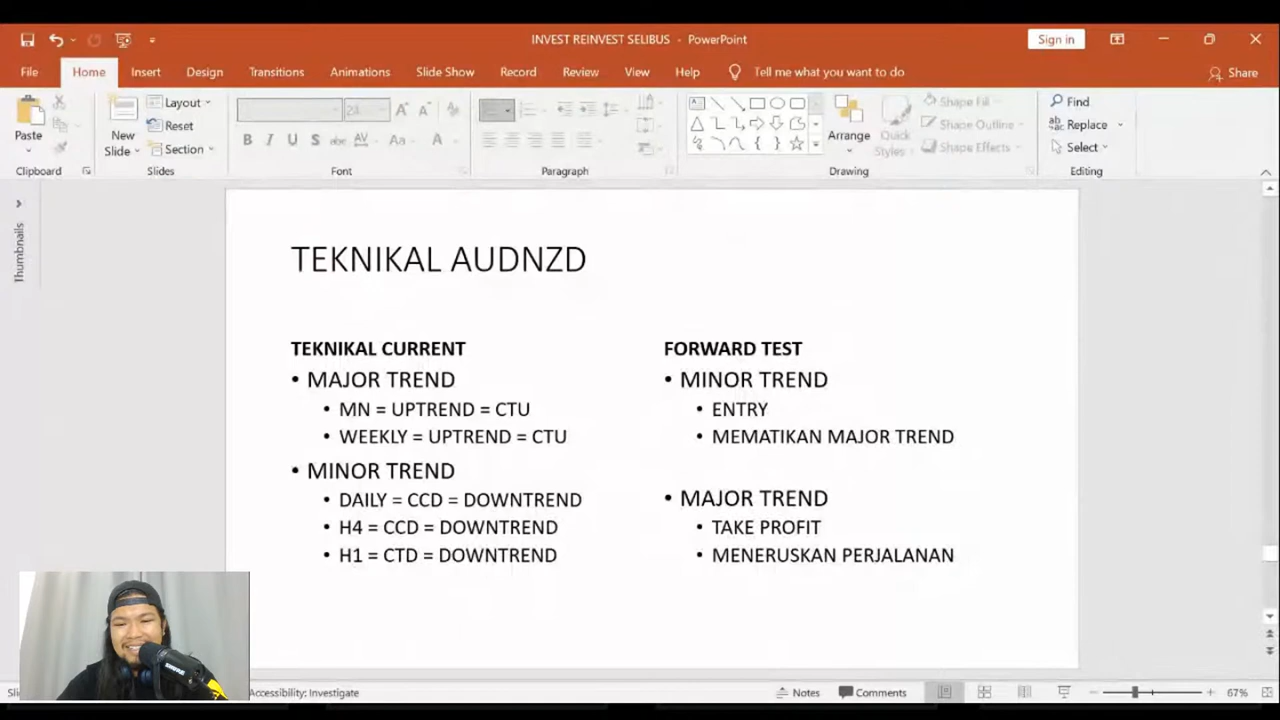 INVEST REINVEST SELIBUS - PowerPoint
Sign in
File Home Insert Design Transitions Animations Slide Show Record Review View Help Tell me what you want to do
Share
Paste
Clipboard
New Slide
Layout
Reset
Section
Slides
B I U S abc AV Aa A
Font
Paragraph
Arrange
Quick Styles
Shape Fill
Shape Outline
Shape Effects
Drawing
Find
Replace
Select
Editing
Thumbnails
TEKNIKAL AUDNZD
TEKNIKAL CURRENT
• MAJOR TREND
• MN = UPTREND = CTU
• WEEKLY = UPTREND = CTU
• MINOR TREND
• DAILY = CCD = DOWNTREND
• H4 = CCD = DOWNTREND
• H1 = CTD = DOWNTREND
FORWARD TEST
• MINOR TREND
• ENTRY
• MEMATIKAN MAJOR TREND
• MAJOR TREND
• TAKE PROFIT
• MENERUSKAN PERJALANAN
SHURE
Accessibility: Investigate
Notes
Comments
67%